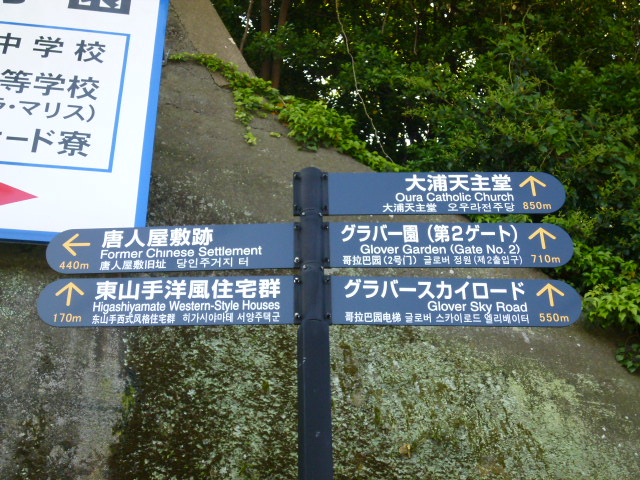 園
中学校
等学校
ラ・マリス)
ード寮
大浦天主堂
Oura Catholic Church
大浦天主堂 오우라천주당
850m
唐人屋敷跡
Former Chinese Settlement
唐人屋敷旧址 당인주거지 터
440m
グラバー園(第2ゲート)
Glover Garden (Gate No. 2)
哥拉巴园(2号门) 글로버 정원(제2출입구)
710m
東山手洋風住宅群
Higashiyamate Western-Style Houses
东山手西式风格住宅群 히가시야마테 서양주택군
170m
グラバースカイロード
Glover Sky Road
哥拉巴园电梯 글로버 스카이로드 엘리베이터
550m